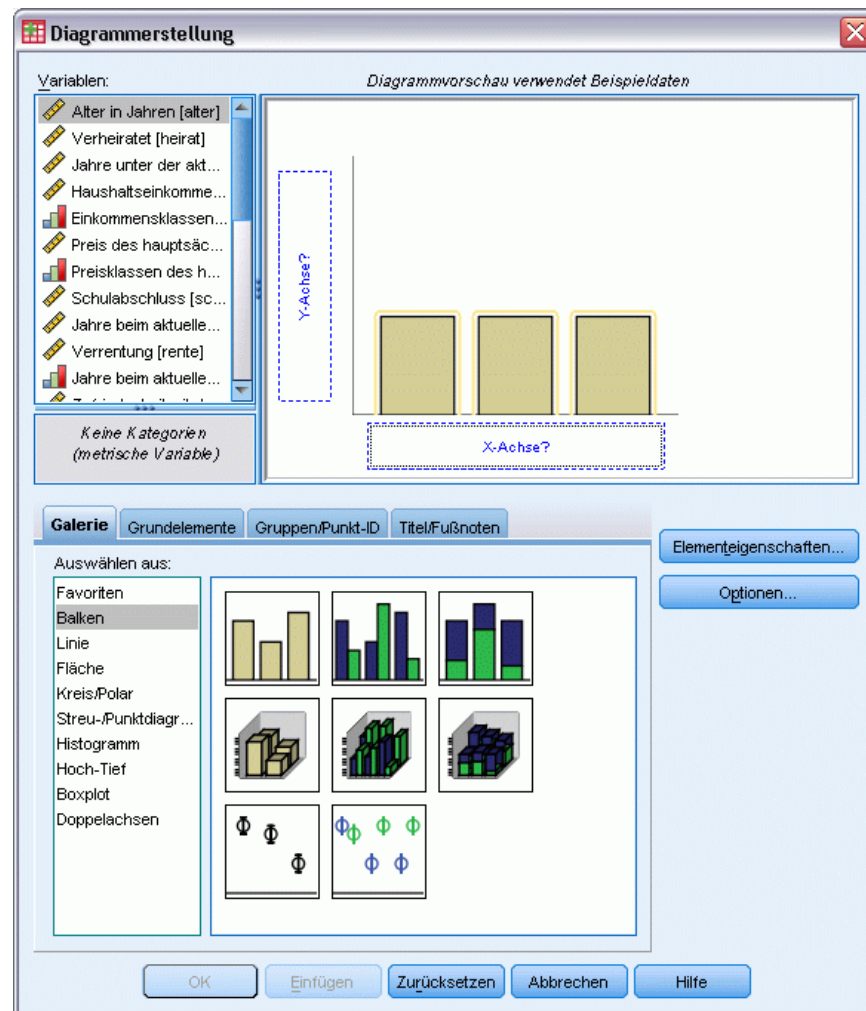 Diagrammerstellung
Variablen:
Diagrammvorschau verwendet Beispieldaten
Alter in Jahren [alter]
Verheiratet [heirat]
Jahre unter der akt...
Haushaltseinkomme...
Einkommensklassen...
Preis des hauptsäc...
Preisklassen des h...
Schulabschluss [sc...
Jahre beim aktuelle...
Verrentung [rente]
Jahre beim aktuelle...
Keine Kategorien
(metrische Variable)
Y-Achse?
X-Achse?
Galerie
Grundelemente
Gruppen/Punkt-ID
Titel/Fußnoten
Elementeigenschaften...
Optionen...
Auswählen aus:
Favoriten
Balken
Linie
Fläche
Kreis/Polar
Streu-/Punktdiagr...
Histogramm
Hoch-Tief
Boxplot
Doppelachsen
OK
Einfügen
Zurücksetzen
Abbrechen
Hilfe